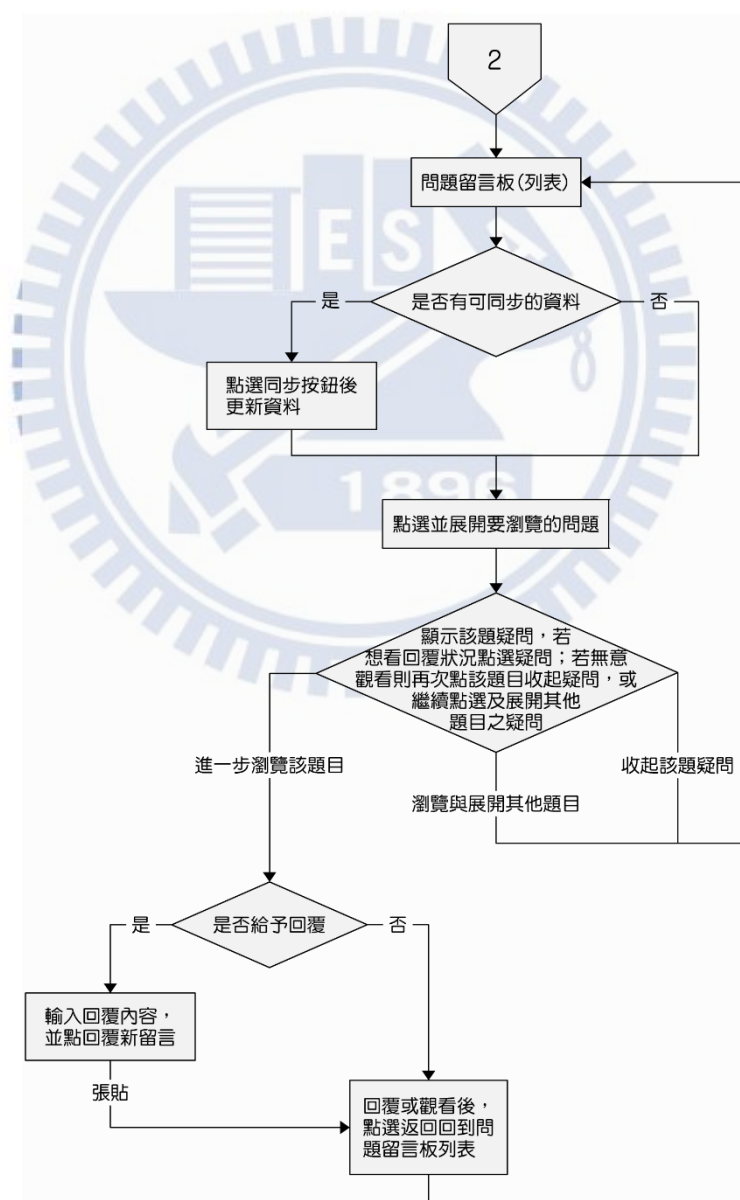 2
問題留言板(列表)
是否有可同步的資料
是
否
點選同步按鈕後
更新資料
點選並展開要瀏覽的問題
顯示該題疑問，若
想看回覆狀況點選疑問；若無意
觀看則再次點該題目收起疑問，或
繼續點選及展開其他
題目之疑問
進一步瀏覽該題目
瀏覽與展開其他題目
收起該題疑問
是否給予回覆
是
否
輸入回覆內容，
並點回覆新留言
張貼
回覆或觀看後，
點選返回回到問
題留言板列表
ES
1896